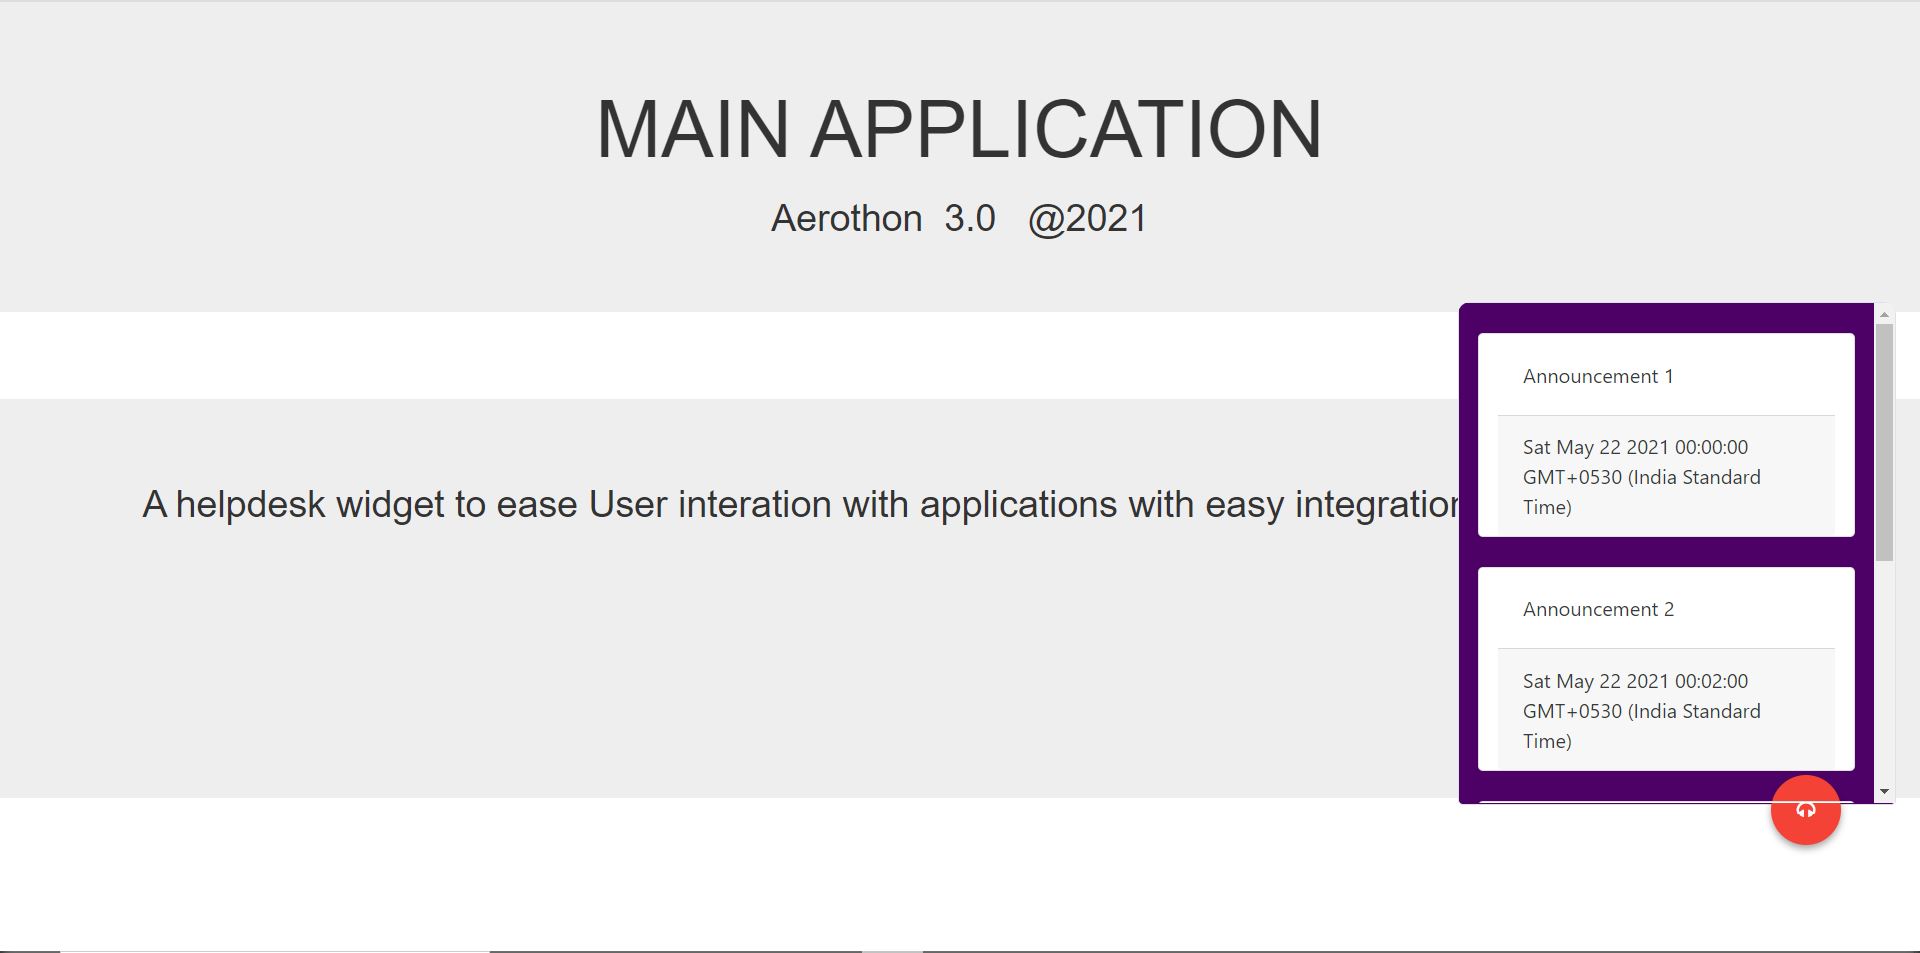 MAIN APPLICATION
Aerothon 3.0 @2021
A helpdesk widget to ease User interation with applications with easy integration
Announcement 1
Sat May 22 2021 00:00:00
GMT+0530 (India Standard
Time)
Announcement 2
Sat May 22 2021 00:02:00
GMT+0530 (India Standard
Time)